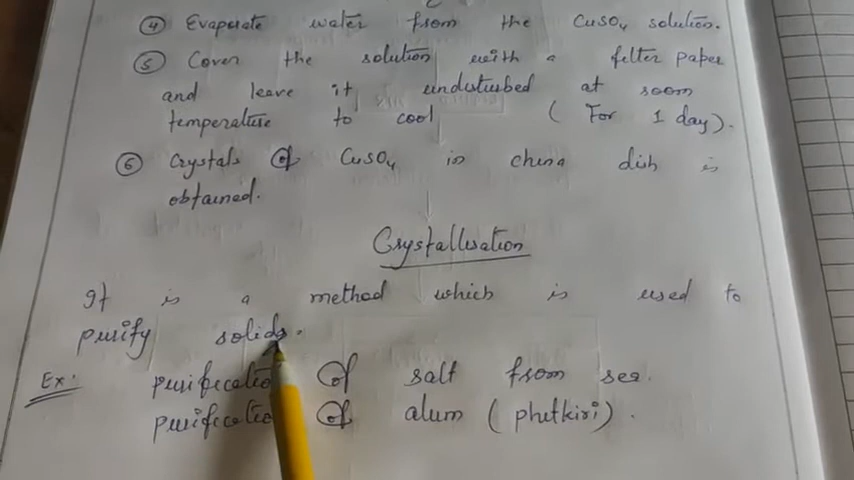 ④ Evaporate water from the CuSO₄ solution.
⑤ Cover the solution with a filter paper
and leave it undisturbed at room
temperature to cool (For 1 day).
⑥ Crystals of CuSO₄ in china dish is
obtained.
Crystallisation
It is a method which is used to
purify solids.
Ex: purification of salt from sea.
purification of alum (phitkiri).